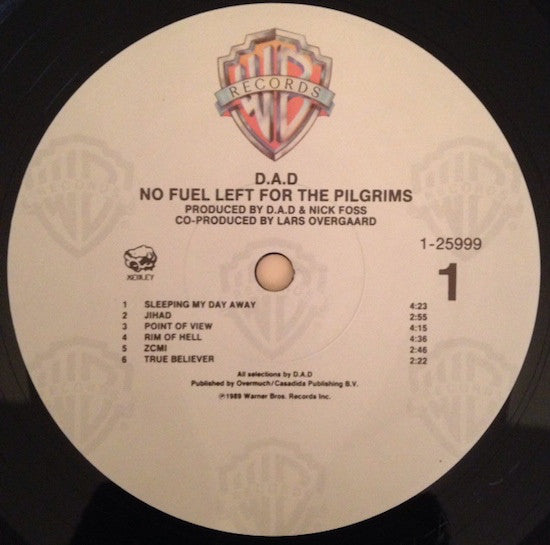 WB
RECORDS
D.A.D
NO FUEL LEFT FOR THE PILGRIMS
PRODUCED BY D.A.D & NICK FOSS
CO-PRODUCED BY LARS OVERGAARD
1-25999
MEDLEY
1
1 SLEEPING MY DAY AWAY 4:23
2 JIHAD 2:55
3 POINT OF VIEW 4:15
4 RIM OF HELL 4:36
5 ZCMI 2:46
6 TRUE BELIEVER 2:22
All selections by D.A.D
Published by Overmuch/Casadida Publishing B.V.
℗1989 Warner Bros. Records Inc.